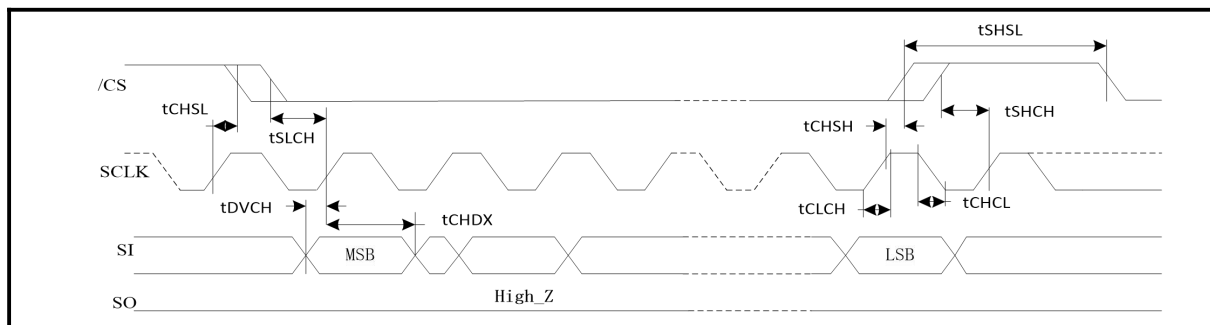 tSHSL
/CS
tCHSL
tSLCH
tCHSH
tSHCH
SCLK
tDVCH
tCHDX
tCLCH
tCHCL
SI
MSB
LSB
High_Z
SO